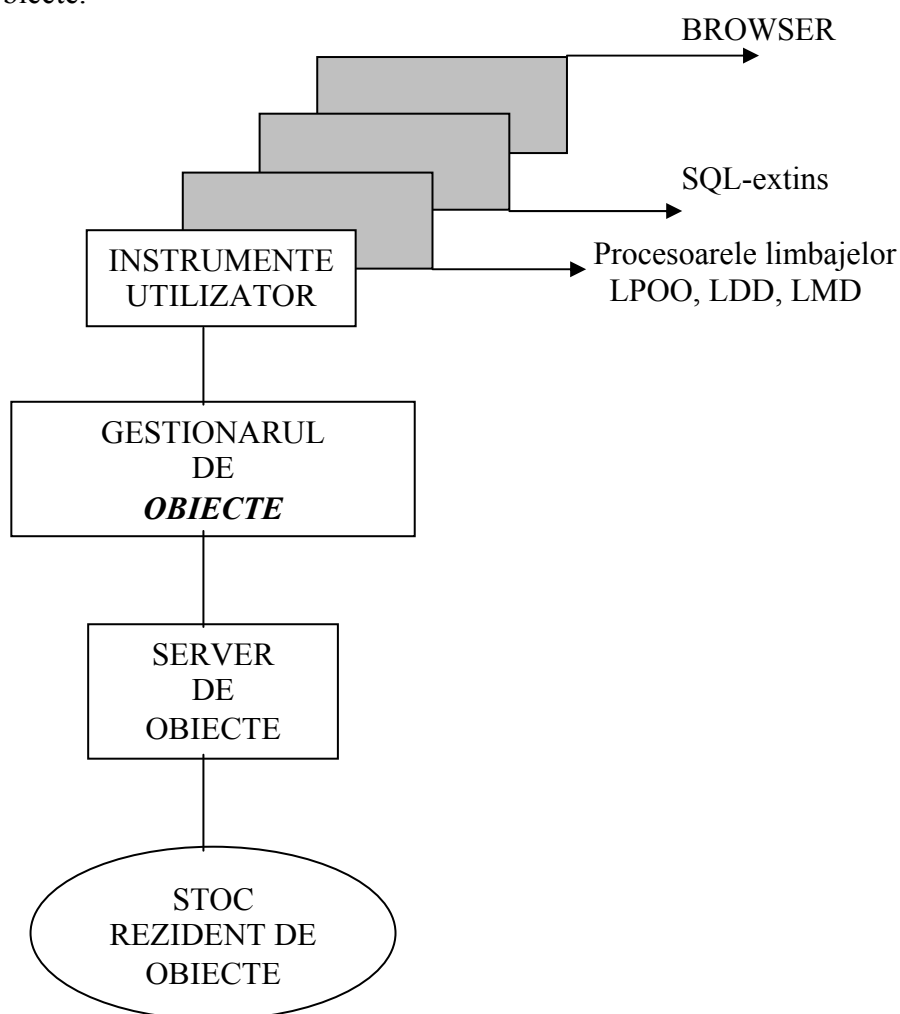 BROWSER
SQL-extins
Procesoarele limbajelor
LPOO, LDD, LMD
INSTRUMENTE
UTILIZATOR
GESTIONARUL
DE
OBIECTE
SERVER
DE
OBIECTE
STOC
REZIDENT DE
OBIECTE